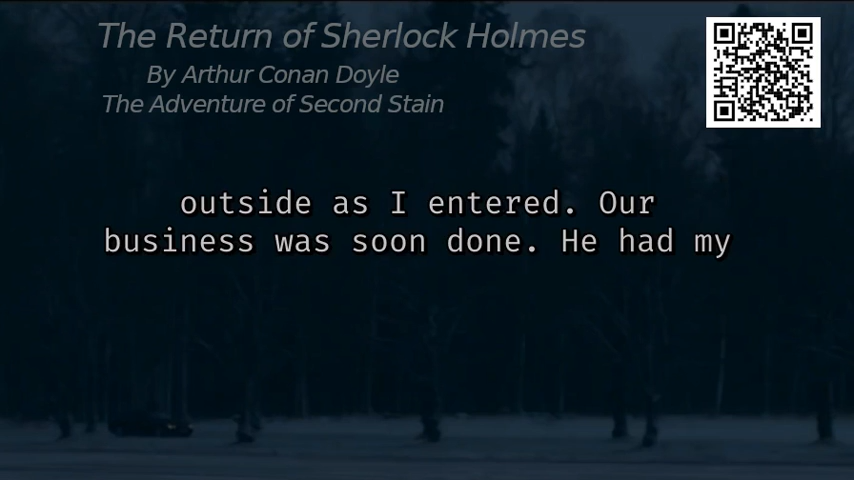 The Return of Sherlock Holmes
By Arthur Conan Doyle
The Adventure of Second Stain
outside as I entered. Our
business was soon done. He had my